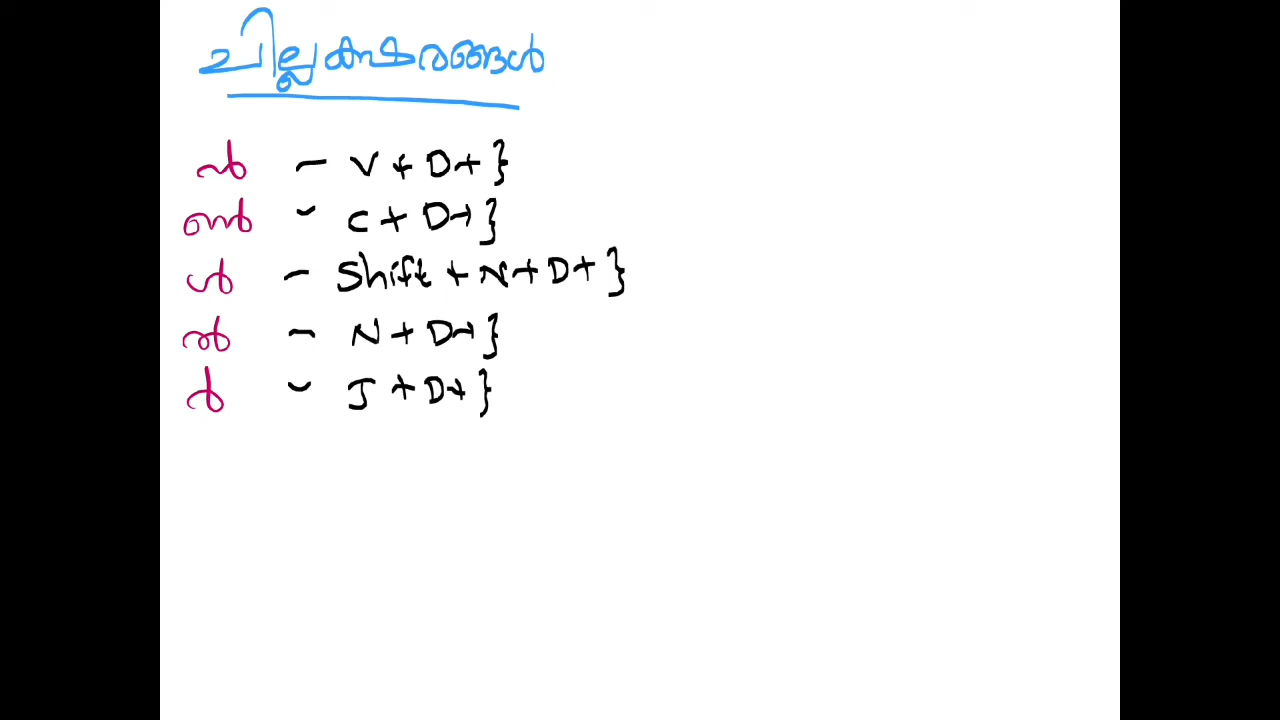 ചില്ലക്ഷരങ്ങൾ
ൻ - V + D + }
ൺ - C + D + }
ൾ - Shift + N + D + }
ൽ - N + D + }
ർ - J + D + }